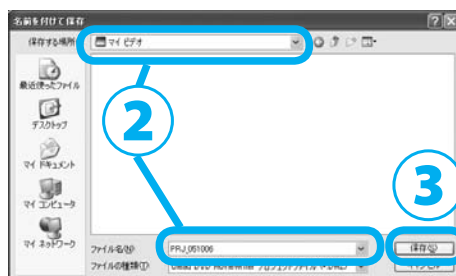 名前を付けて保存
保存する場所
マイ ビデオ
最近使ったファイル
デスクトップ
マイ ドキュメント
マイ コンピュータ
マイ ネットワーク
2
3
ファイル名(N)
PRJ_051006
保存(S)
ファイルの種類(T)